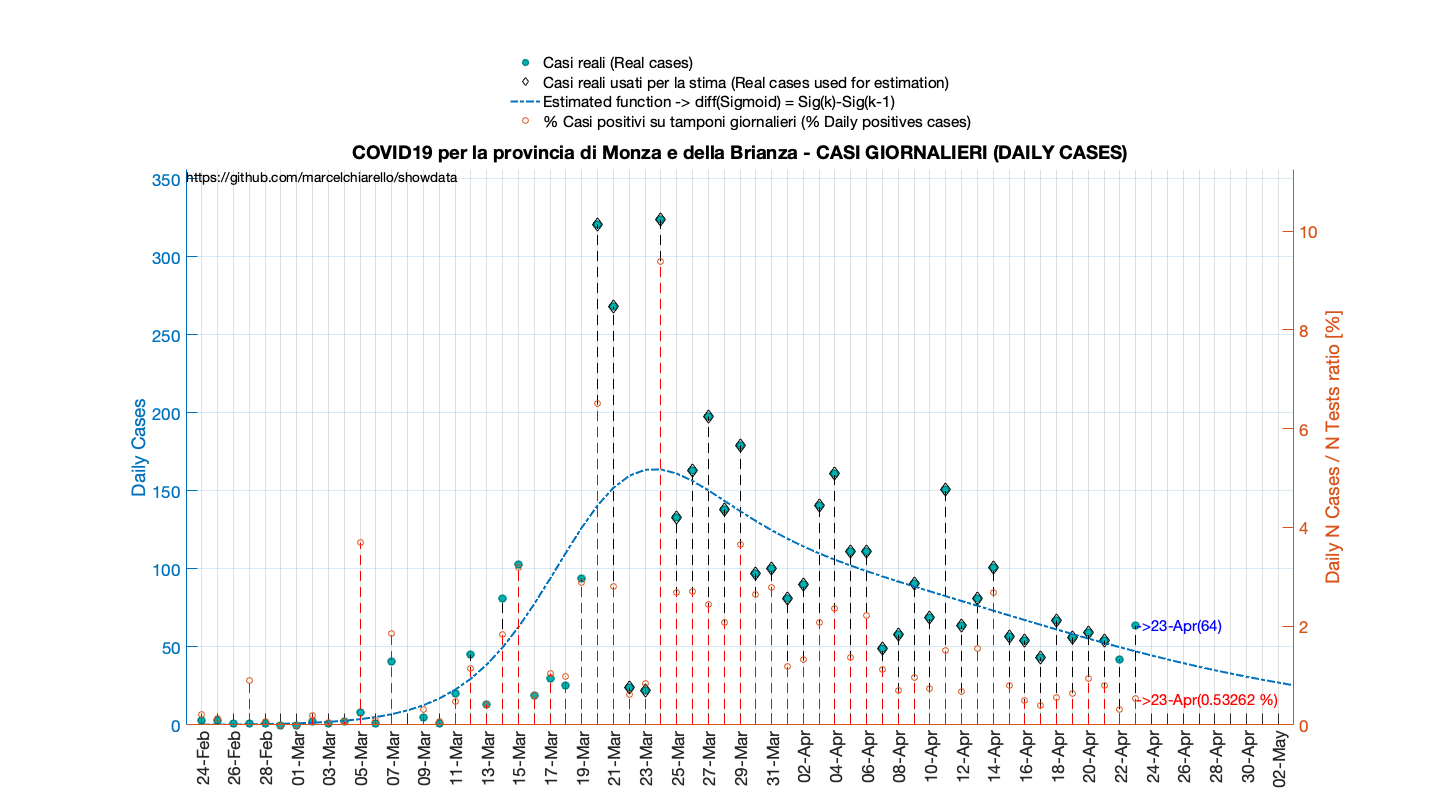 Casi reali (Real cases)
Casi reali usati per la stima (Real cases used for estimation)
Estimated function -> diff(Sigmoid) = Sig(k)-Sig(k-1)
% Casi positivi su tamponi giornalieri (% Daily positives cases)
COVID19 per la provincia di Monza e della Brianza - CASI GIORNALIERI (DAILY CASES)
https://github.com/marcelchiarello/showdata
Daily Cases
350
300
250
200
150
100
50
0
10
8
6
4
2
0
Daily N Cases / N Tests ratio [%]
->23-Apr(64)
->23-Apr(0.53262 %)
24-Feb
26-Feb
28-Feb
01-Mar
03-Mar
05-Mar
07-Mar
09-Mar
11-Mar
13-Mar
15-Mar
17-Mar
19-Mar
21-Mar
23-Mar
25-Mar
27-Mar
29-Mar
31-Mar
02-Apr
04-Apr
06-Apr
08-Apr
10-Apr
12-Apr
14-Apr
16-Apr
18-Apr
20-Apr
22-Apr
24-Apr
26-Apr
28-Apr
30-Apr
02-May